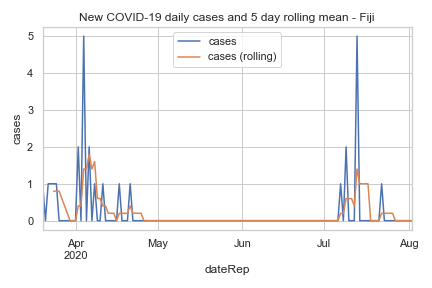 New COVID-19 daily cases and 5 day rolling mean - Fiji
cases
cases (rolling)
5
4
3
2
1
0
cases
Apr
2020
May
Jun
Jul
Aug
dateRep